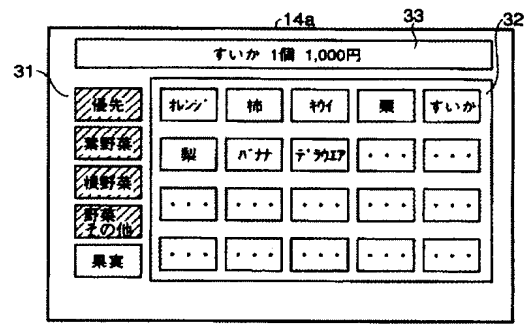 14a
33
32
31
すいか 1個 1,000円
優先
葉野菜
根野菜
野菜
その他
果実
オレンジ 柿 キウイ 栗 すいか
梨 バナナ デラウエア ・・・ ・・・
・・・ ・・・ ・・・ ・・・ ・・・
・・・ ・・・ ・・・ ・・・ ・・・